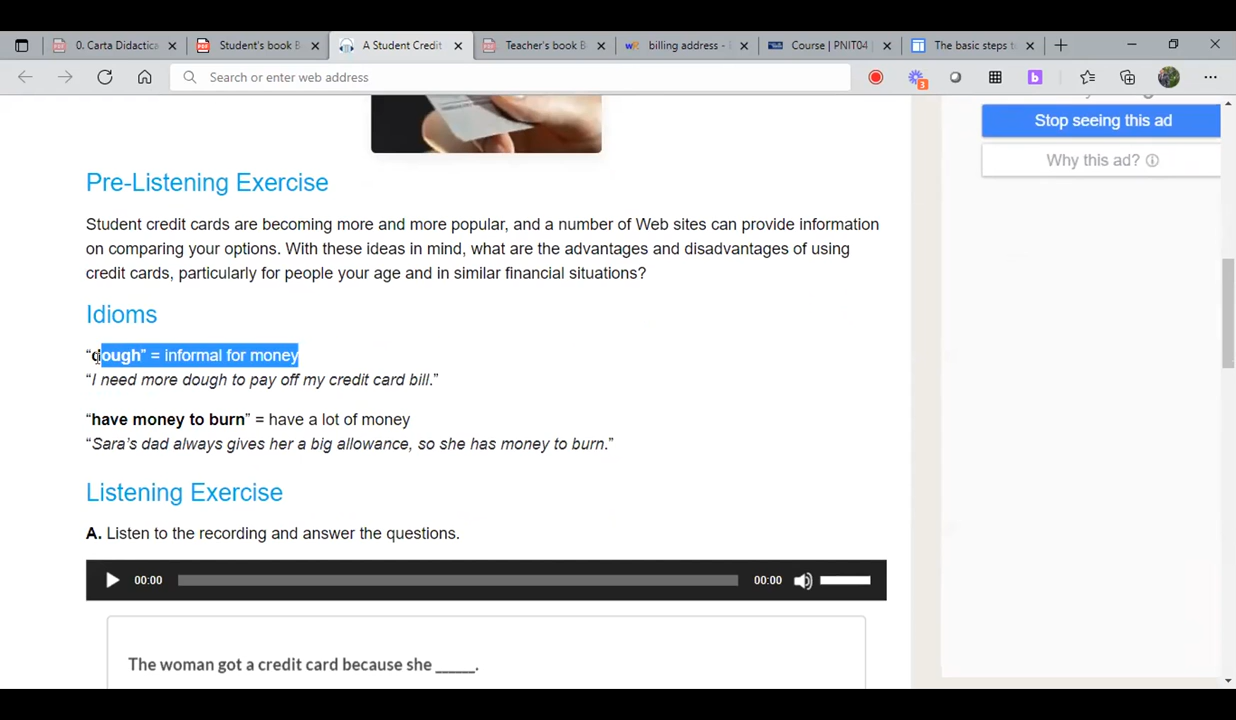 0. Carta Didactica
Student's book B
A Student Credit
Teacher's book B
billing address -
Course | PNIT04
The basic steps to
Search or enter web address
3
b
Stop seeing this ad
Why this ad?
Pre-Listening Exercise
Student credit cards are becoming more and more popular, and a number of Web sites can provide information
on comparing your options. With these ideas in mind, what are the advantages and disadvantages of using
credit cards, particularly for people your age and in similar financial situations?
Idioms
“dough” = informal for money
“I need more dough to pay off my credit card bill.”
“have money to burn” = have a lot of money
“Sara’s dad always gives her a big allowance, so she has money to burn.”
Listening Exercise
A. Listen to the recording and answer the questions.
00:00 00:00
The woman got a credit card because she _____.